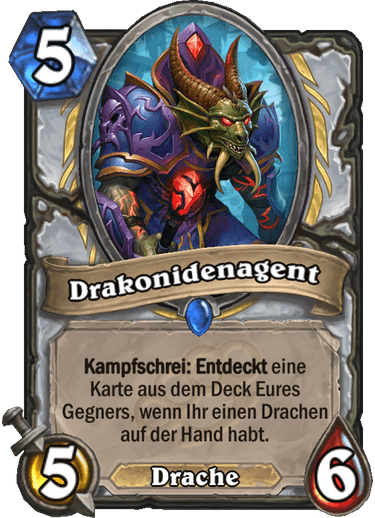 5
Drakonidenagent
Kampfschrei: Entdeckt eine
Karte aus dem Deck Eures
Gegners, wenn Ihr einen Drachen
auf der Hand habt.
5
Drache
6